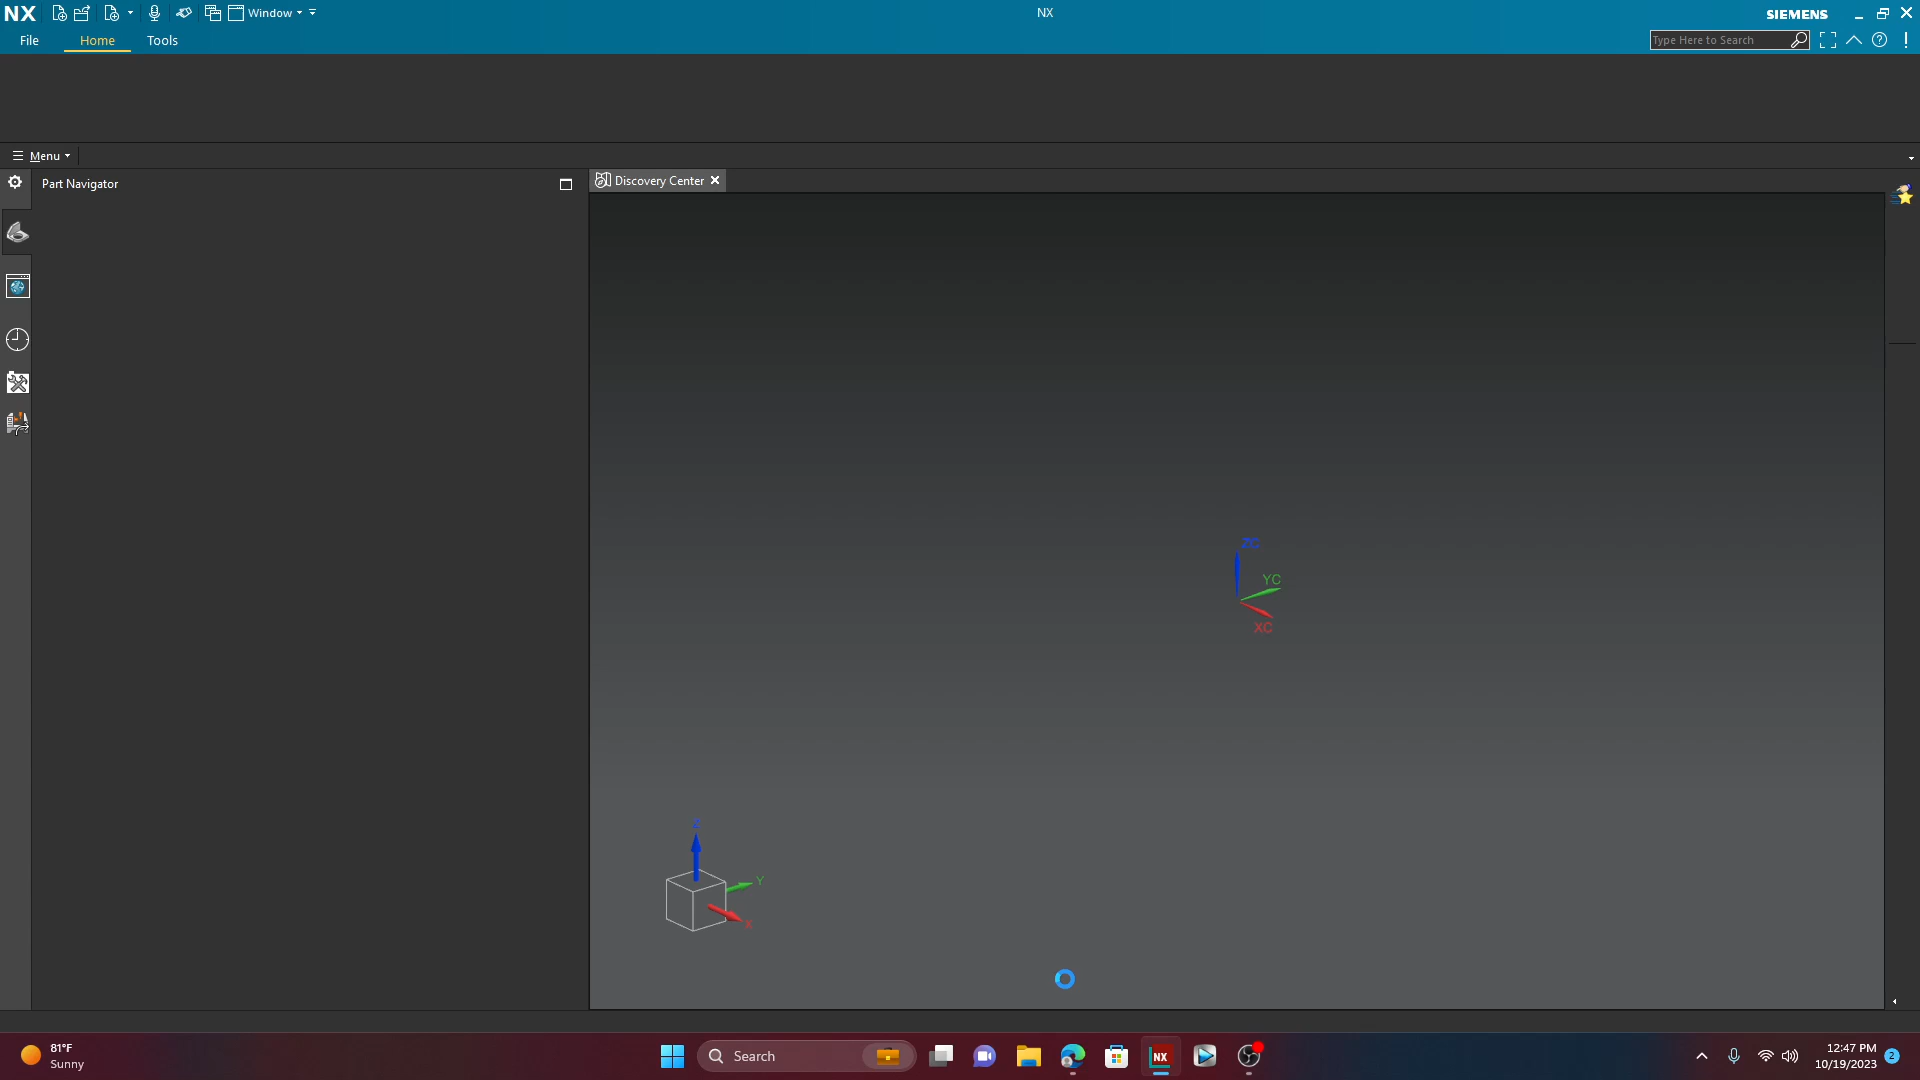 NX
Window
NX
SIEMENS
File
Home
Tools
Type Here to Search
Menu
Part Navigator
Discovery Center
ZC
YC
XC
Z
Y
X
81°F
Sunny
Search
NX
12:47 PM
10/19/2023
2